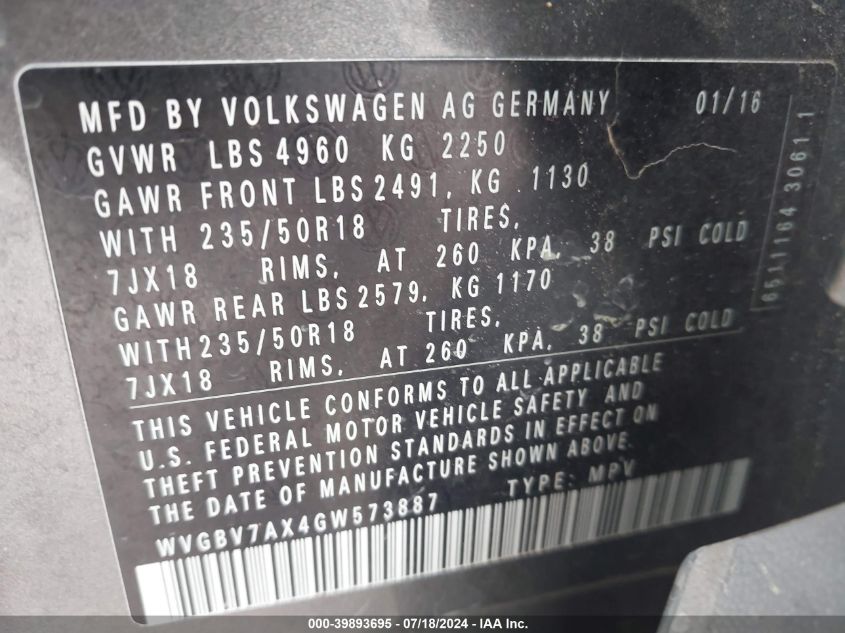 MFD BY VOLKSWAGEN AG GERMANY 01/16
GVWR LBS 4960 KG 2250
GAWR FRONT LBS 2491, KG 1130
WITH 235/50R18 TIRES,
7JX18 RIMS, AT 260 KPA, 38 PSI COLD
GAWR REAR LBS 2579, KG 1170
WITH 235/50R18 TIRES,
7JX18 RIMS, AT 260 KPA, 38 PSI COLD
THIS VEHICLE CONFORMS TO ALL APPLICABLE
U.S. FEDERAL MOTOR VEHICLE SAFETY AND
THEFT PREVENTION STANDARDS IN EFFECT ON
THE DATE OF MANUFACTURE SHOWN ABOVE.
WVGBV7AX4GW573887 TYPE: MPV
6511164 3061.1
000-39893695 - 07/18/2024 - IAA Inc.